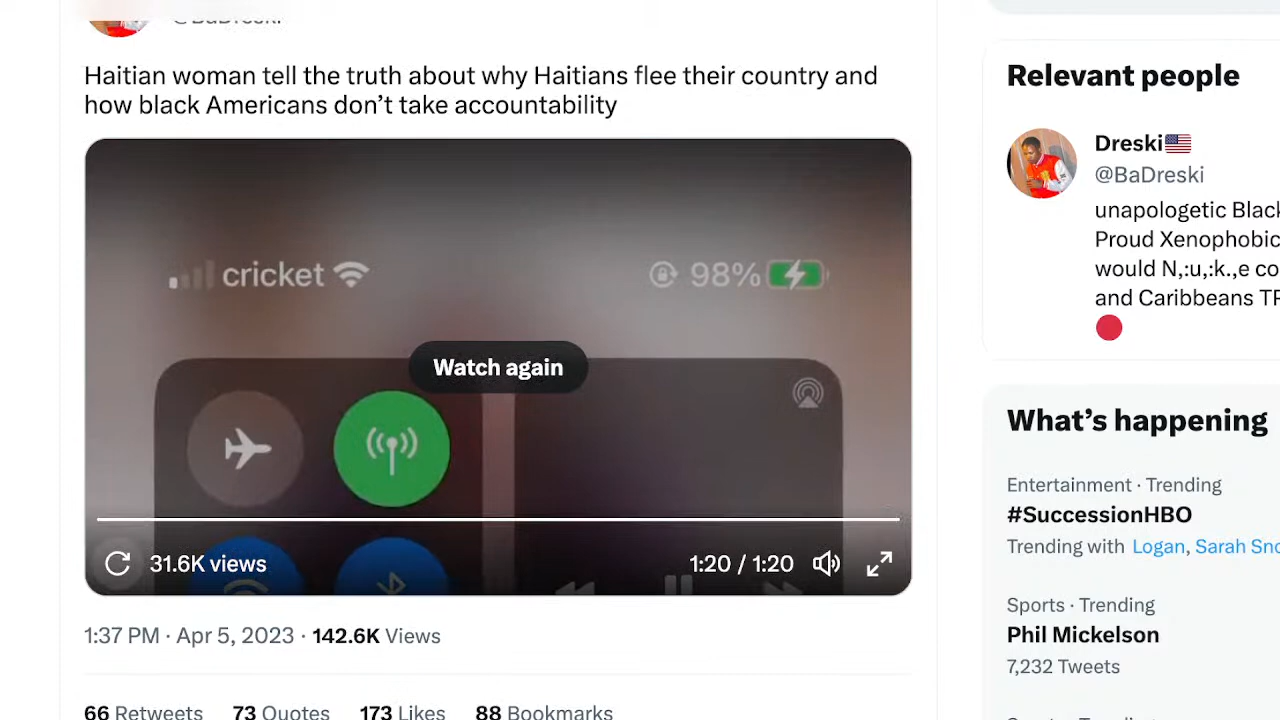 @BaDreski
Haitian woman tell the truth about why Haitians flee their country and
how black Americans don’t take accountability
cricket 98%
Watch again
31.6K views 1:20 / 1:20
1:37 PM · Apr 5, 2023 · 142.6K Views
66 Retweets 73 Quotes 173 Likes 88 Bookmarks
Relevant people
Dreski
@BaDreski
unapologetic Black
Proud Xenophobic
would N,:u,:k.,e co
and Caribbeans TP
What’s happening
Entertainment · Trending
#SuccessionHBO
Trending with Logan, Sarah Sno
Sports · Trending
Phil Mickelson
7,232 Tweets